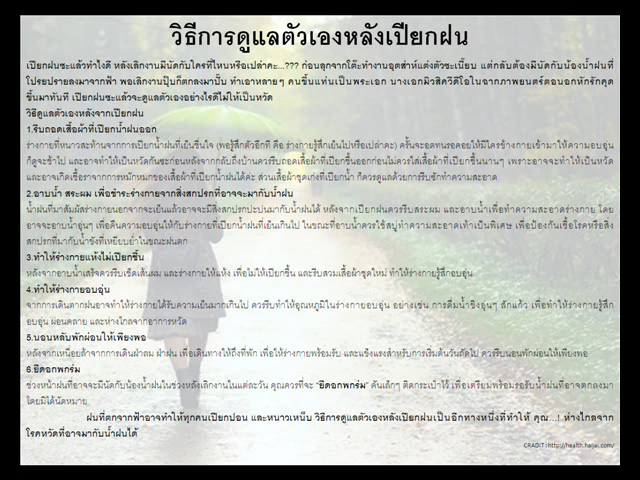 วิธีการดูแลตัวเองหลังเปียกฝน
เปียกฝนซะแล้วทำไงดี หลังเลิกงานมีนัดกับใครที่ไหนหรือเปล่าคะ...??? ก่อนลุกจากโต๊ะทำงานอุตส่าห์แต่งตัวซะเนี้ยบ แต่กลับต้องมีนัดกับน้องน้ำฝนที่
โปรยปรายลงมาจากฟ้า พอเลิกงานปุ๊บก็ตกลงมาปั๊บ ทำเอาหลายๆ คนขึ้นแท่นเป็นพระเอก นางเอกมิวสิควิดีโอในฉากภาพยนตร์ตอนอกหักรักคุด
ขึ้นมาทันที เปียกฝนซะแล้วจะดูแลตัวเองอย่างไรดีไม่ให้เป็นหวัด
วิธีดูแลตัวเองหลังจากเปียกฝน
1.รีบถอดเสื้อผ้าที่เปียกน้ำฝนออก
ร่างกายที่หนาวสะท้านจากการเปียกน้ำฝนที่เย็นชื่นใจ (พอรู้สึกตัวอีกที คือ ร่างกายรู้สึกเย็นไปหรือเปล่าคะ) ครั้นจะอดทนรอคอยให้มีใครข้างกายเข้ามาให้ความอบอุ่น
ก็ดูจะช้าไป และอาจทำให้เป็นหวัดกันซะก่อนหลังจากกลับถึงบ้านควรรีบถอดเสื้อผ้าที่เปียกชื้นออกก่อนไม่ควรใส่เสื้อผ้าที่เปียกชื้นนานๆ เพราะอาจจะทำให้เป็นหวัด
และอาจเกิดเชื้อราจากการหมักหมมของเสื้อผ้าที่เปียกน้ำฝนได้ค่ะ ส่วนเสื้อผ้าชุดเก่งที่เปียกน้ำ ก็ควรดูแลด้วยการรีบซักทำความสะอาด
2.อาบน้ำ สระผม เพื่อชำระร่างกายจากสิ่งสกปรกที่อาจจะมากับน้ำฝน
น้ำฝนที่มาสัมผัสร่างกายนอกจากจะเย็นแล้วอาจจะมีสิ่งสกปรกปะปนมากับน้ำฝนได้ หลังจากเปียกฝนควรรีบสระผม และอาบน้ำเพื่อทำความสะอาดร่างกาย โดย
อาจจะอาบน้ำอุ่นๆ เพื่อคืนความอบอุ่นให้กับร่างกายที่เปียกน้ำฝนที่เย็นเกินไป ในขณะที่อาบน้ำควรใช้สบู่ทำความสะอาดเท้าเป็นพิเศษ เพื่อป้องกันเชื้อโรคหรือสิ่ง
สกปรกที่มากับน้ำขังที่เหยียบย่ำในขณะฝนตก
3.ทำให้ร่างกายแห้งไม่เปียกชื้น
หลังจากอาบน้ำเสร็จควรรีบเช็ดเส้นผม และร่างกายให้แห้ง เพื่อไม่ให้เปียกชื้น และรีบสวมเสื้อผ้าชุดใหม่ ทำให้ร่างกายรู้สึกอบอุ่น
4.ทำให้ร่างกายอบอุ่น
จากการเดินตากฝนอาจทำให้ร่างกายได้รับความเย็นมากเกินไป ควรรีบทำให้อุณหภูมิในร่างกายอบอุ่น อย่างเช่น การดื่มน้ำขิงอุ่นๆ สักแก้ว เพื่อทำให้ร่างกายรู้สึก
อบอุ่น ผ่อนคลาย และห่างไกลจากอาการหวัด
5.นอนหลับพักผ่อนให้เพียงพอ
หลังจากเหนื่อยล้าจากการเดินฝ่าลม ฝ่าฝน เพื่อเดินทางให้ถึงที่พัก เพื่อให้ร่างกายพร้อมรับ และแข็งแรงสำหรับการเริ่มต้นวันถัดไป ควรรีบนอนพักผ่อนให้เพียงพอ
6.ยืดอกพกร่ม
ช่วงหน้าฝนที่อาจจะมีนัดกับน้องน้ำฝนในช่วงหลังเลิกงานในแต่ละวัน คุณควรที่จะ "ยืดอกพกร่ม" คันเล็กๆ ติดกระเป๋าไว้ เพื่อเตรียมพร้อมรอรับน้ำฝนที่อาจตกลงมา
โดยมิได้นัดหมาย
ฝนที่ตกจากฟ้าอาจทำให้ทุกคนเปียกปอน และหนาวเหน็บ วิธีการดูแลตัวเองหลังเปียกฝนเป็นอีกทางหนึ่งที่ทำให้ คุณ...! ห่างไกลจาก
โรคหวัดที่อาจมากับน้ำฝนได้
CRADIT :http://health.haijai.com/